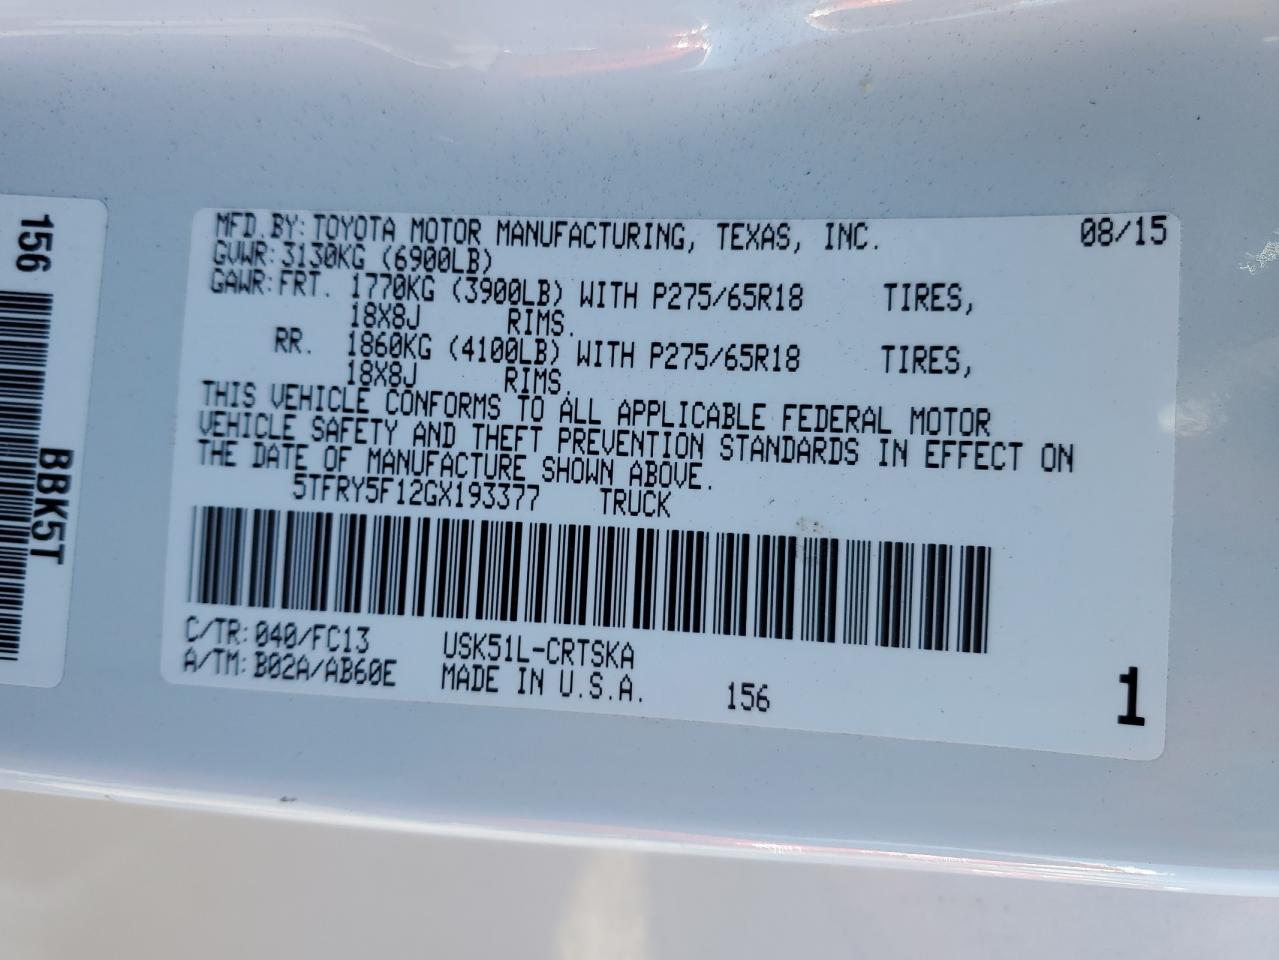 MFD. BY: TOYOTA MOTOR MANUFACTURING, TEXAS, INC. 08/15
GVWR: 3130KG (6900LB)
GAWR: FRT. 1770KG (3900LB) WITH P275/65R18 TIRES,
18X8J RIMS.
RR. 1860KG (4100LB) WITH P275/65R18 TIRES,
18X8J RIMS.
THIS VEHICLE CONFORMS TO ALL APPLICABLE FEDERAL MOTOR
VEHICLE SAFETY AND THEFT PREVENTION STANDARDS IN EFFECT ON
THE DATE OF MANUFACTURE SHOWN ABOVE.
5TFRY5F12GX193377 TRUCK
C/TR: 040/FC13 USK51L-CRTSKA
A/TM: B02A/AB60E MADE IN U.S.A. 156 1
156
BBK5T